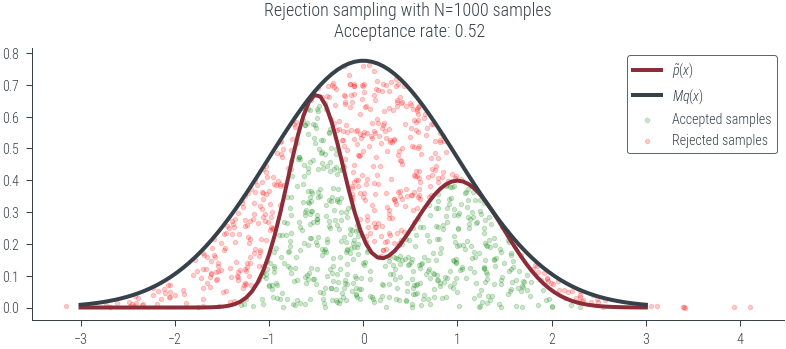 Rejection sampling with N=1000 samples
Acceptance rate: 0.52
0.8
0.7
0.6
0.5
0.4
0.3
0.2
0.1
0.0
−3
−2
−1
0
1
2
3
4
p̃(x)
Mq(x)
Accepted samples
Rejected samples